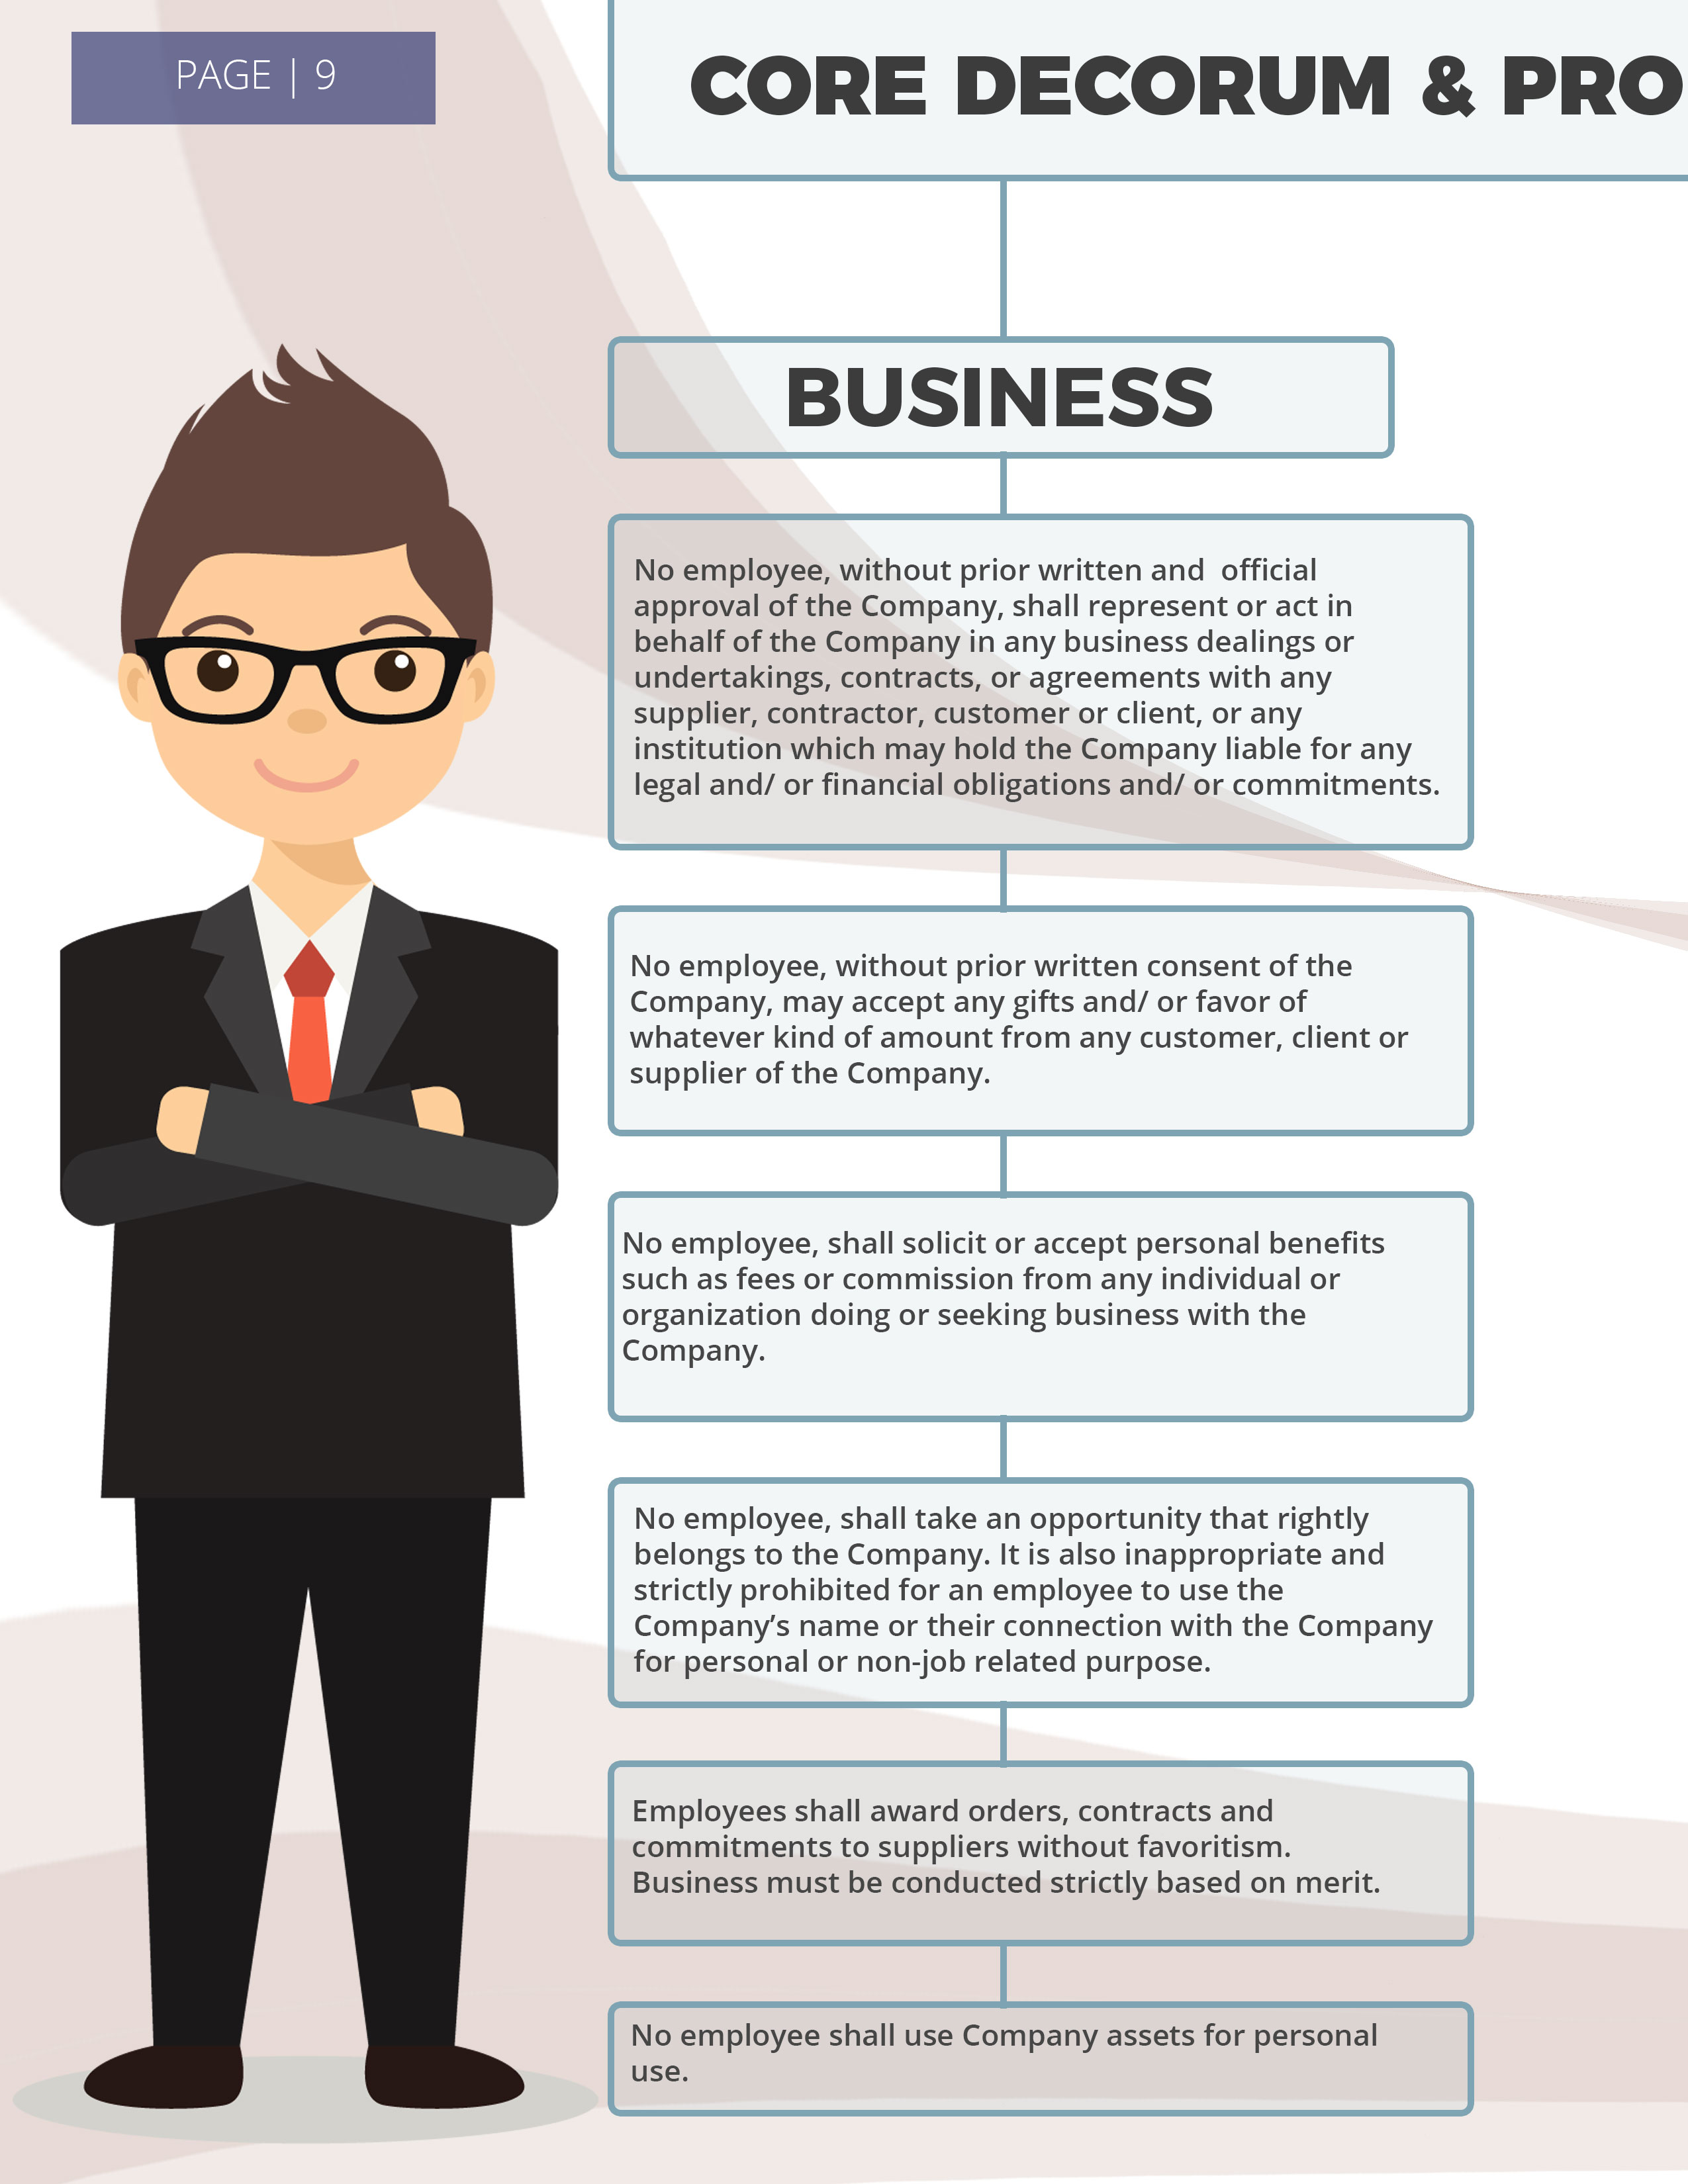 PAGE | 9
CORE DECORUM & PRO
BUSINESS
No employee, without prior written and  official
approval of the Company, shall represent or act in
behalf of the Company in any business dealings or
undertakings, contracts, or agreements with any
supplier, contractor, customer or client, or any
institution which may hold the Company liable for any
legal and/ or financial obligations and/ or commitments.
No employee, without prior written consent of the
Company, may accept any gifts and/ or favor of
whatever kind of amount from any customer, client or
supplier of the Company.
No employee, shall solicit or accept personal benefits
such as fees or commission from any individual or
organization doing or seeking business with the
Company.
No employee, shall take an opportunity that rightly
belongs to the Company. It is also inappropriate and
strictly prohibited for an employee to use the
Company’s name or their connection with the Company
for personal or non-job related purpose.
Employees shall award orders, contracts and
commitments to suppliers without favoritism.
Business must be conducted strictly based on merit.
No employee shall use Company assets for personal
use.